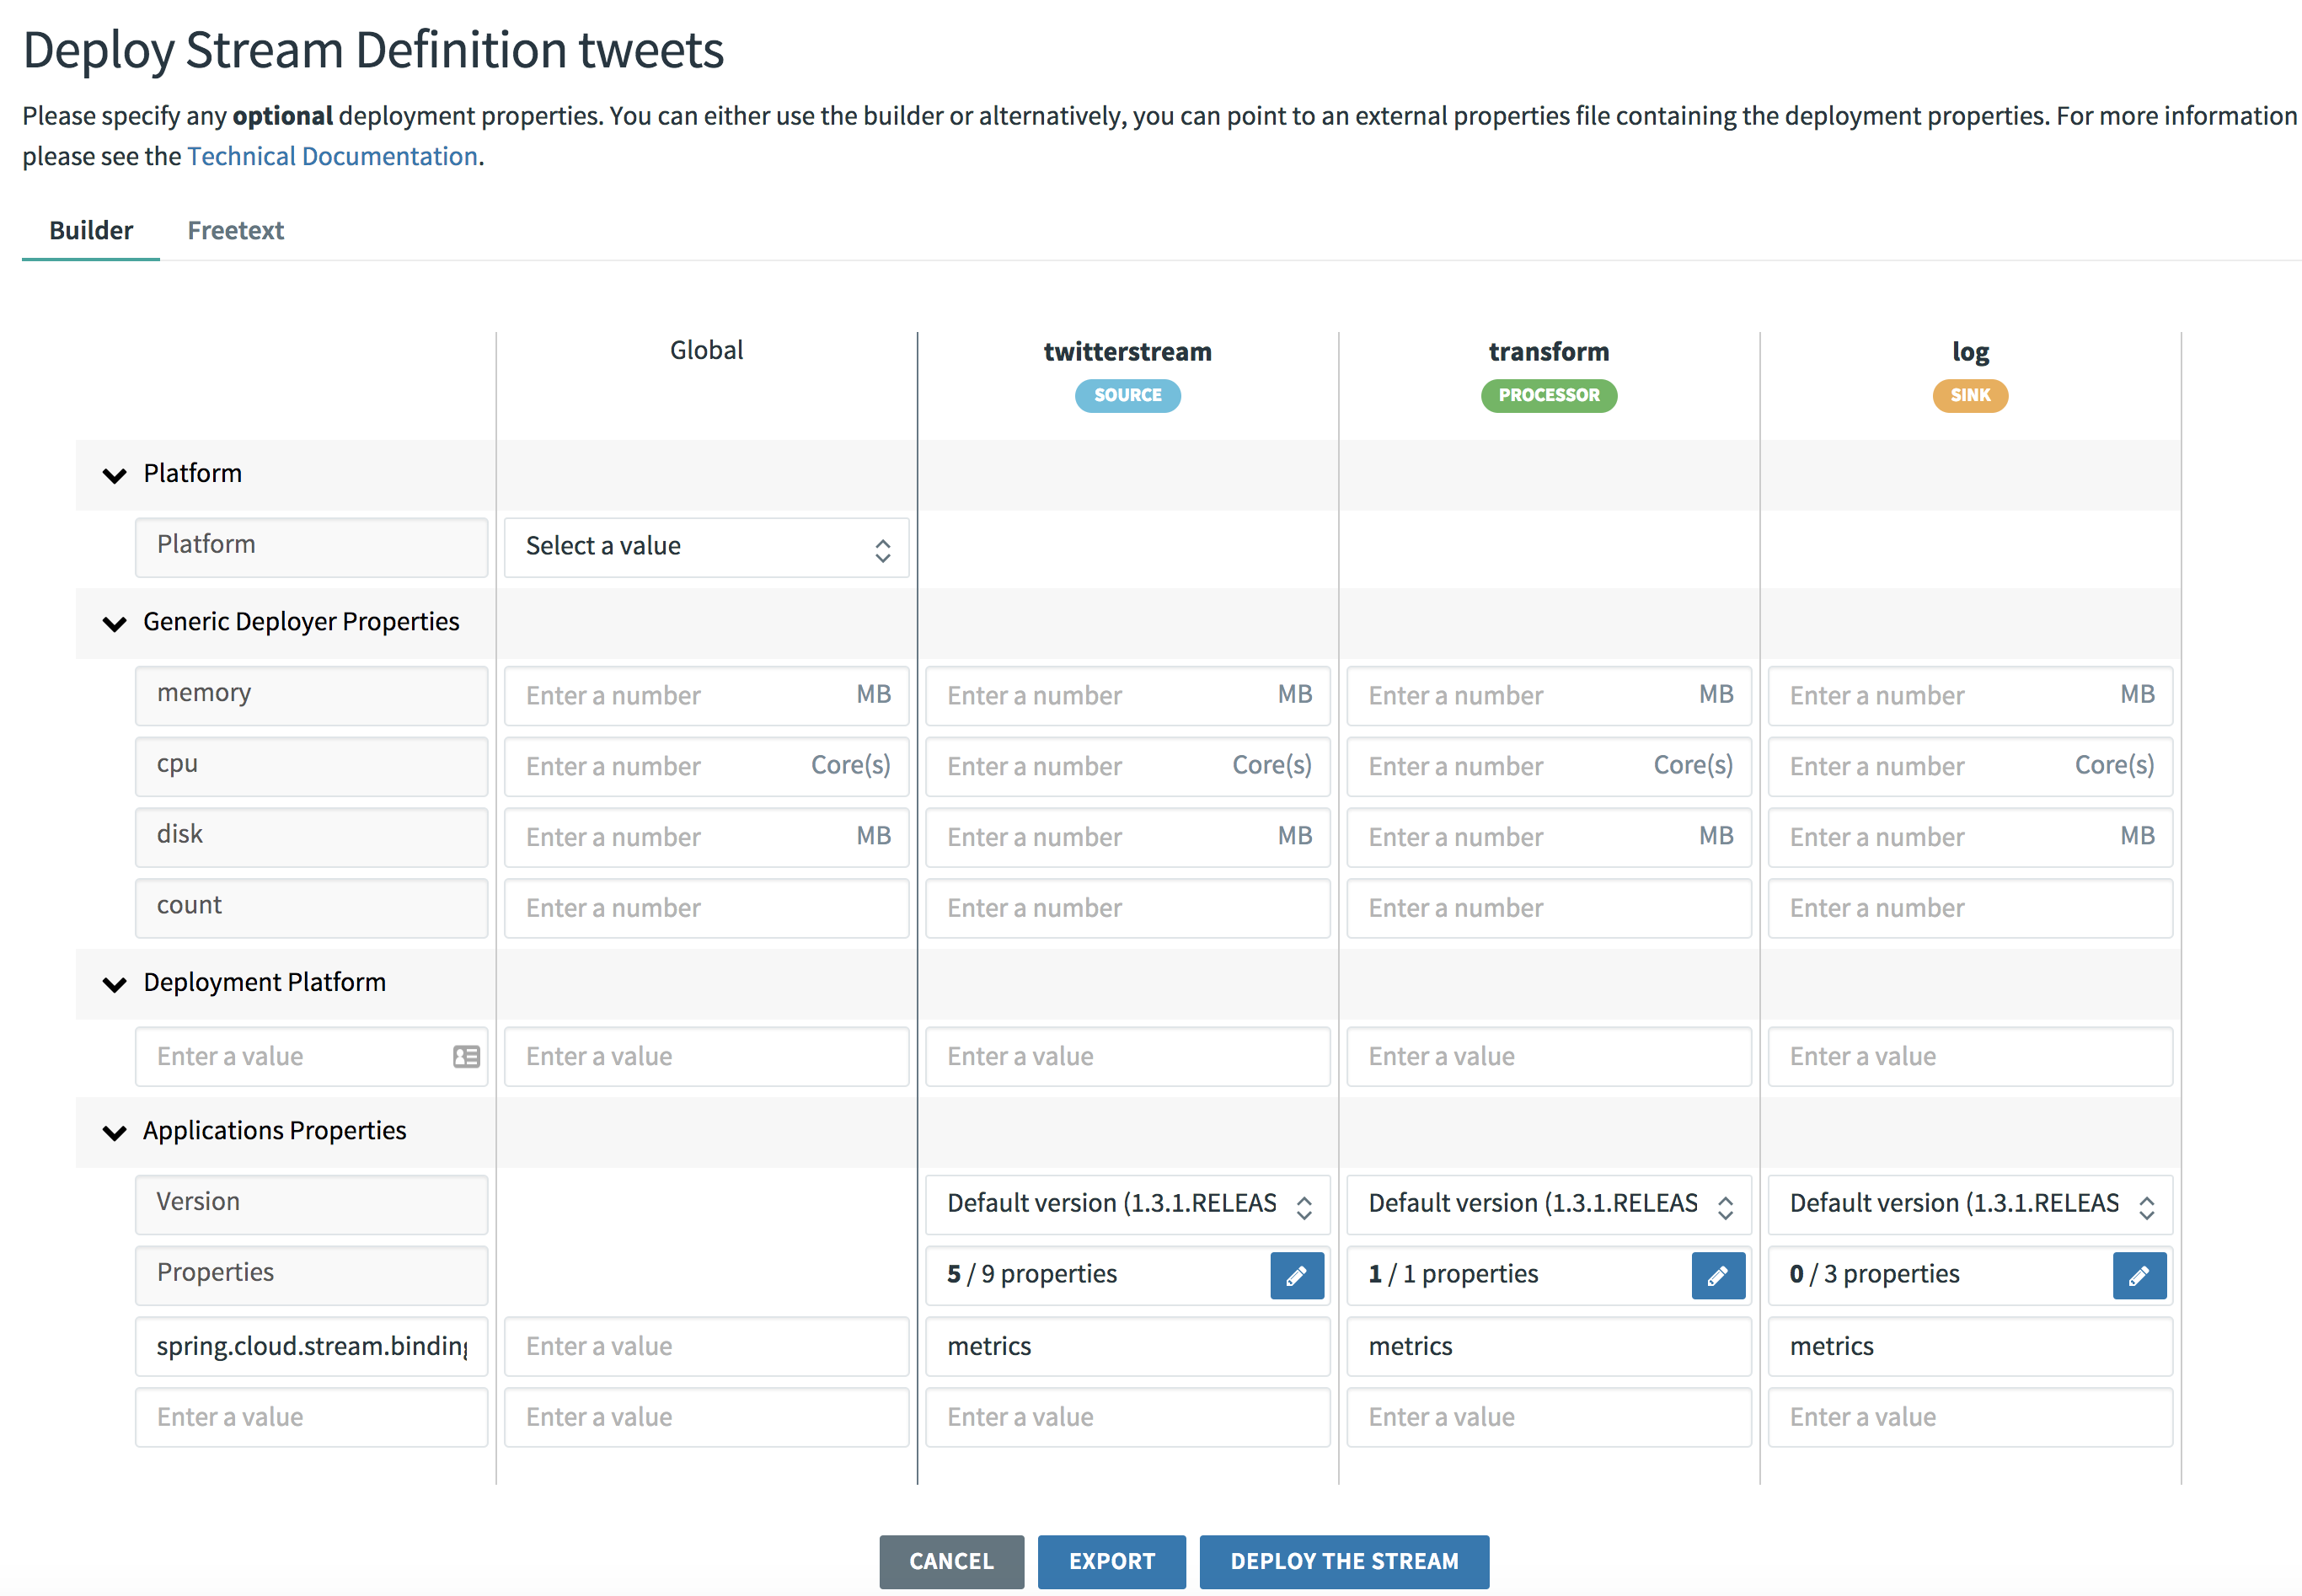 Deploy Stream Definition tweets
Please specify any optional deployment properties. You can either use the builder or alternatively, you can point to an external properties file containing the deployment properties. For more information
please see the Technical Documentation.
Builder Freetext
Global twitterstream transform log
SOURCE PROCESSOR SINK
Platform
Platform Select a value
Generic Deployer Properties
memory Enter a number MB Enter a number MB Enter a number MB Enter a number MB
cpu Enter a number Core(s) Enter a number Core(s) Enter a number Core(s) Enter a number Core(s)
disk Enter a number MB Enter a number MB Enter a number MB Enter a number MB
count Enter a number Enter a number Enter a number Enter a number
Deployment Platform
Enter a value Enter a value Enter a value Enter a value Enter a value
Applications Properties
Version Default version (1.3.1.RELEAS Default version (1.3.1.RELEAS Default version (1.3.1.RELEAS
Properties 5 / 9 properties 1 / 1 properties 0 / 3 properties
spring.cloud.stream.binding Enter a value metrics metrics metrics
Enter a value Enter a value Enter a value Enter a value Enter a value
CANCEL EXPORT DEPLOY THE STREAM